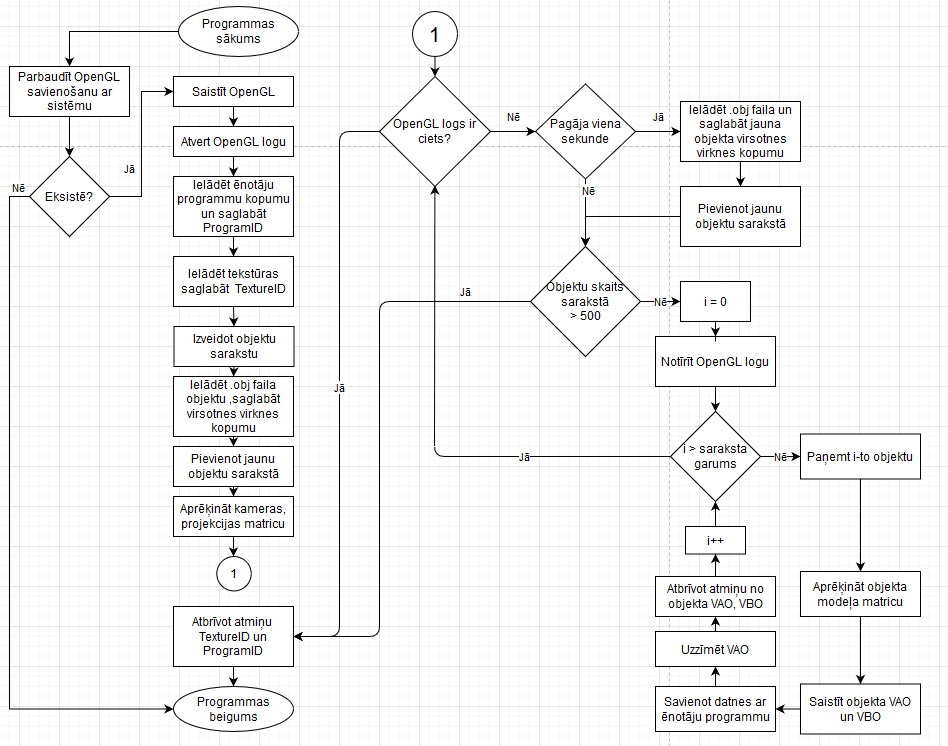 Programmas
sākums
Parbaudīt OpenGL
savienošanu ar
sistēmu
Eksistē?
Nē
Jā
Saistīt OpenGL
Atvert OpenGL logu
Ielādēt ēnotāju
programmu kopumu
un saglabāt
ProgramID
Ielādēt tekstūras
saglabāt TextureID
Izveidot objektu
sarakstu
Ielādēt .obj faila
objektu ,saglabāt
virsotnes virknes
kopumu
Pievienot jaunu
objektu sarakstā
Aprēķināt kameras,
projekcijas matricu
1
Atbrīvot atmiņu
TextureID un
ProgramID
Programmas
beigums
1
OpenGL logs ir
ciets?
Jā
Nē
Pagāja viena
sekunde
Jā
Ielādēt .obj faila un
saglabāt jauna
objekta virsotnes
virknes kopumu
Pievienot jaunu
objektu sarakstā
Nē
Objektu skaits
sarakstā
> 500
Jā
Nē
i = 0
Notīrīt OpenGL logu
i > saraksta
garums
Jā
Nē
Paņemt i-to objektu
Aprēķināt objekta
modeļa matricu
Saistīt objekta VAO
un VBO
Savienot datnes ar
ēnotāju programmu
Uzzīmēt VAO
Atbrīvot atmiņu no
objekta VAO, VBO
i++